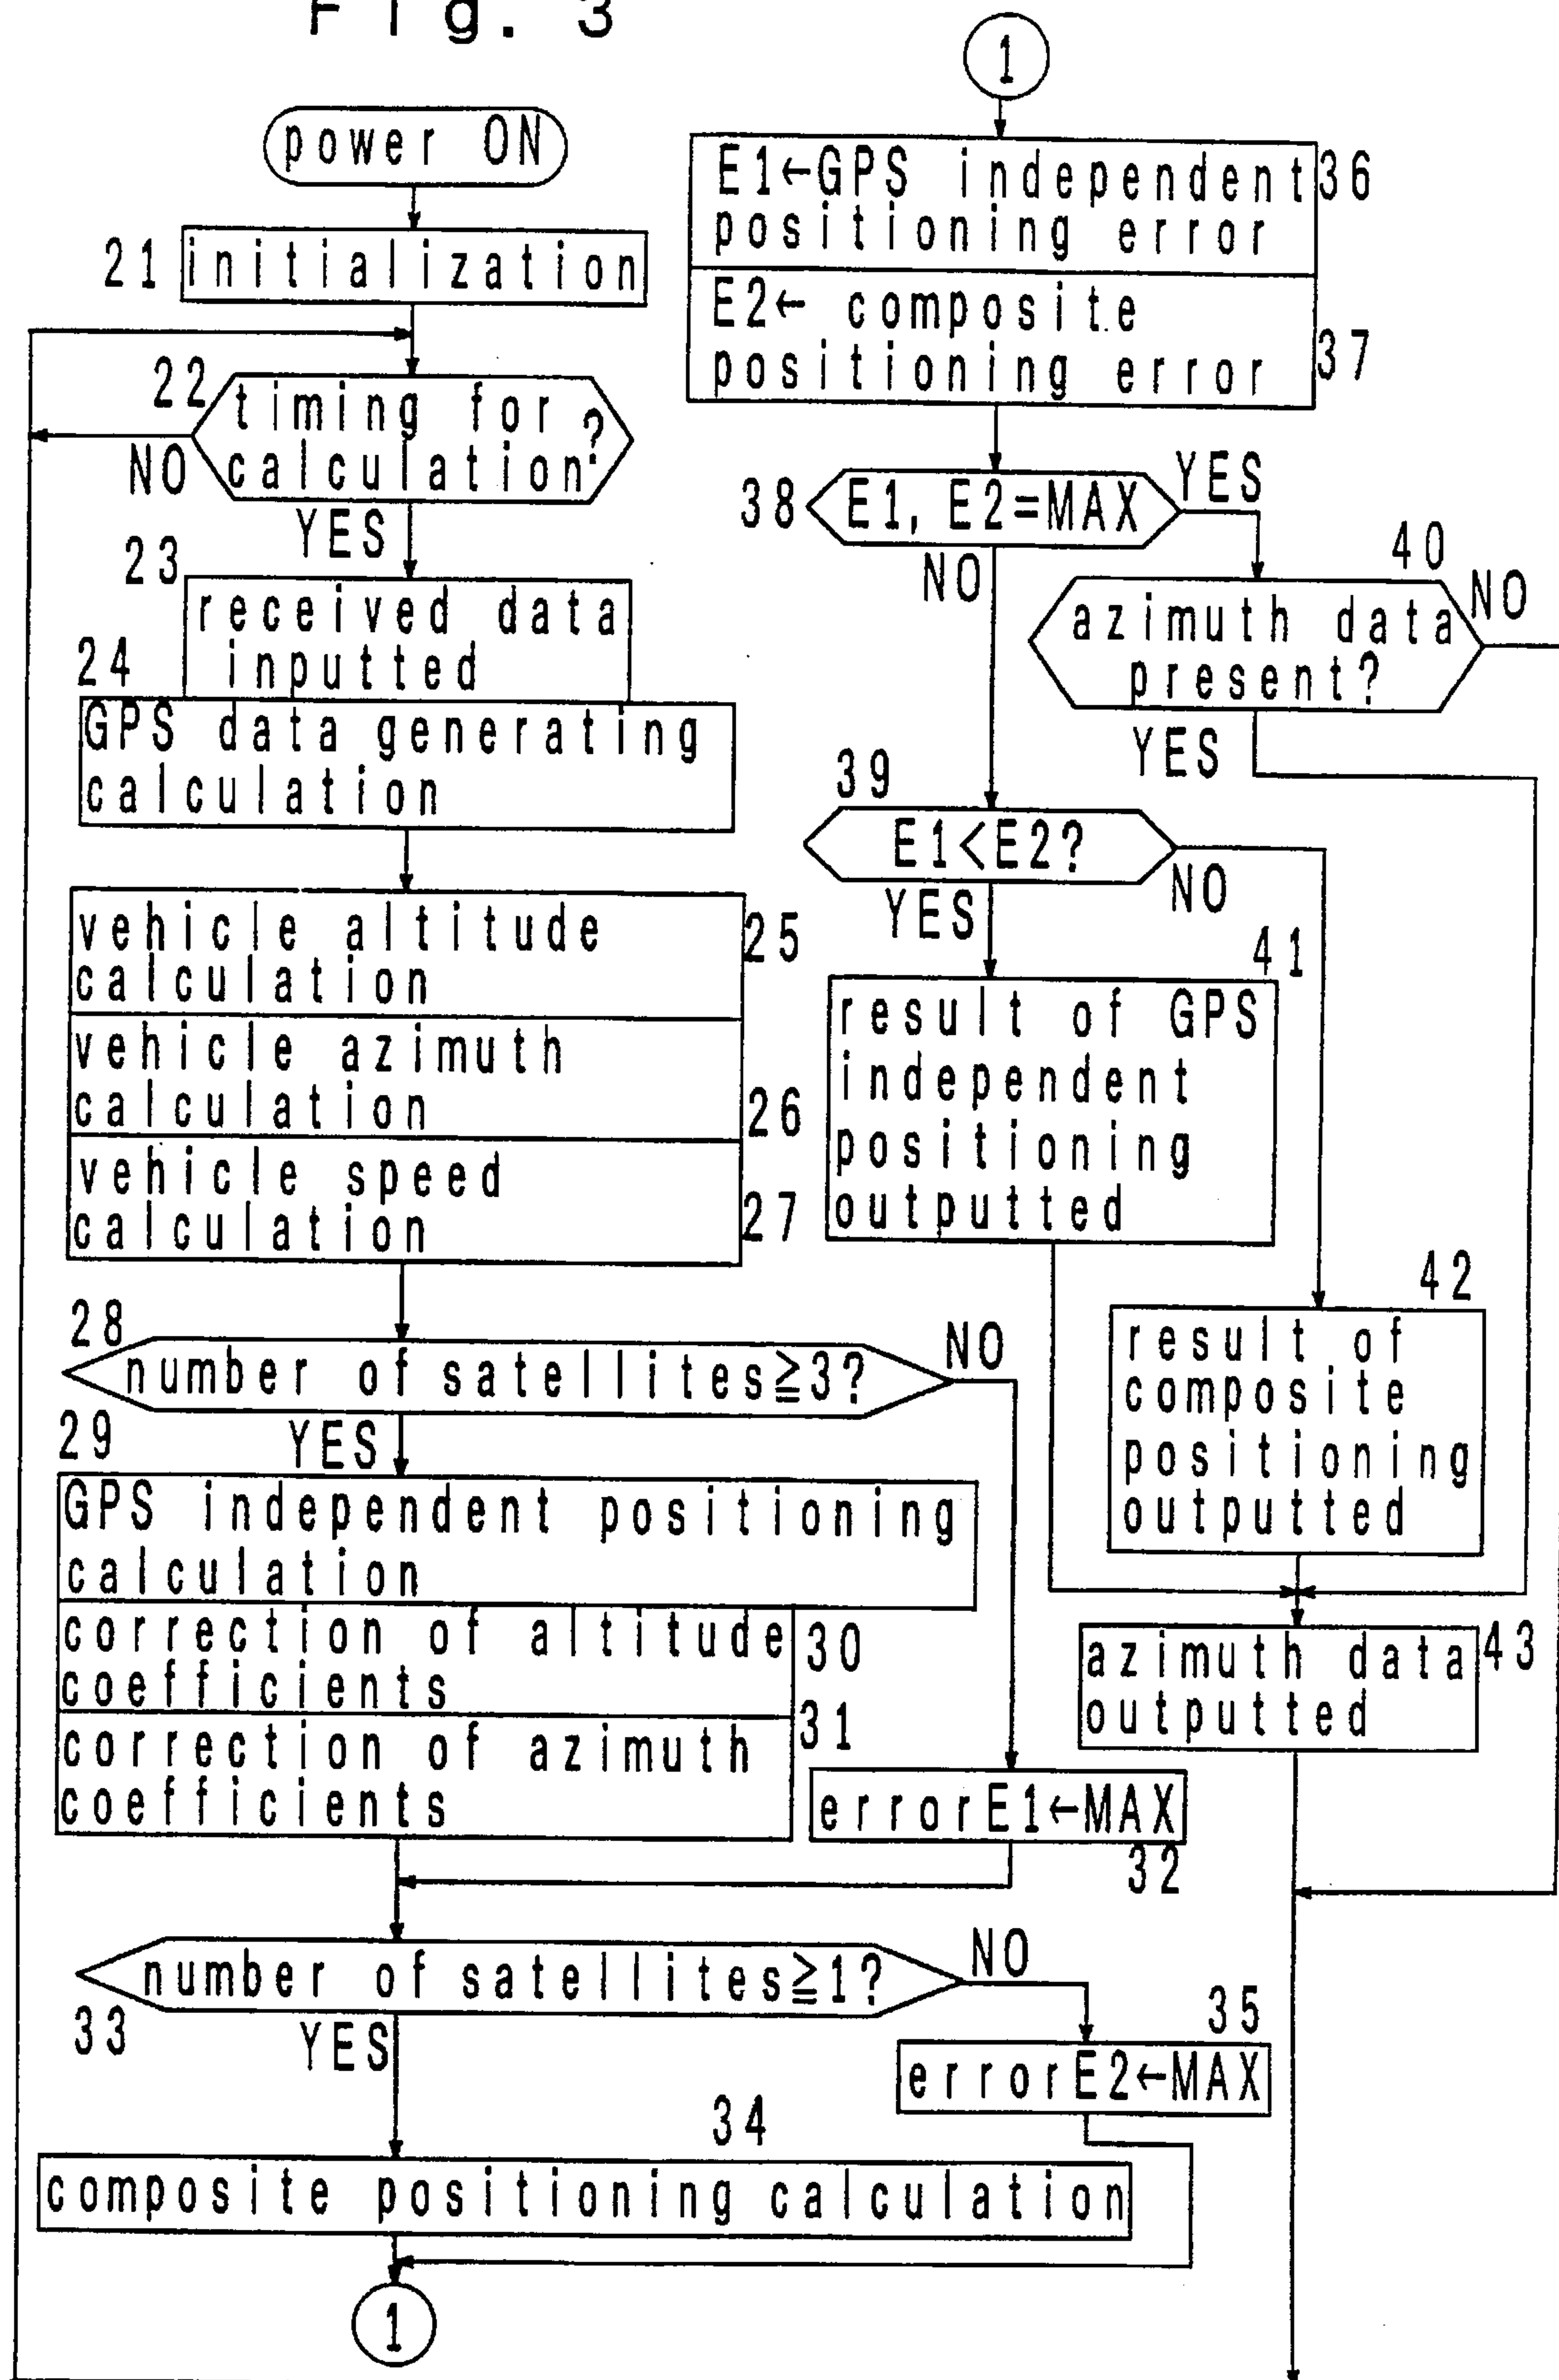 Fig. 3
power ON
21
initialization
22
timing for
calculation?
NO
YES
23
received data
inputted
24
GPS data generating
calculation
vehicle altitude
calculation
25
vehicle azimuth
calculation
26
vehicle speed
calculation
27
28
number of satellites≧3?
NO
YES
29
GPS independent positioning
calculation
correction of altitude
coefficients
30
correction of azimuth
coefficients
31
errorE1←MAX
32
number of satellites≧1?
NO
33
YES
35
errorE2←MAX
34
composite positioning calculation
1
1
E1←GPS independent
positioning error
36
E2← composite
positioning error
37
38
E1, E2=MAX
YES
NO
40
azimuth data
present?
NO
YES
39
E1<E2?
NO
YES
41
result of GPS
independent
positioning
outputted
42
result of
composite
positioning
outputted
azimuth data
outputted
43